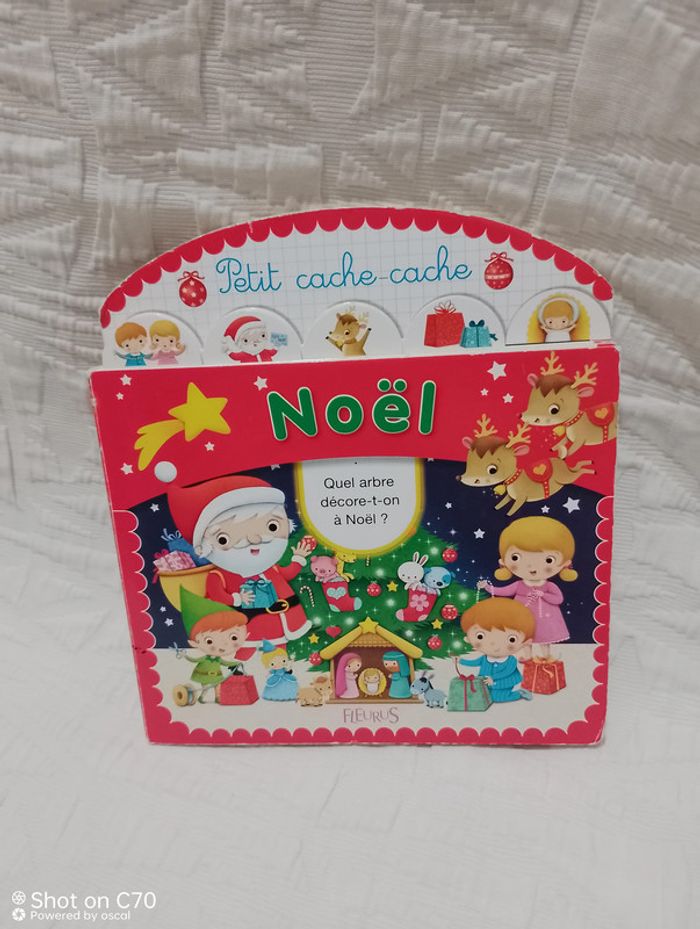 Petit cache-cache
Noël
Quel arbre
décore-t-on
à Noël ?
FLEURUS
Shot on C70
Powered by oscal